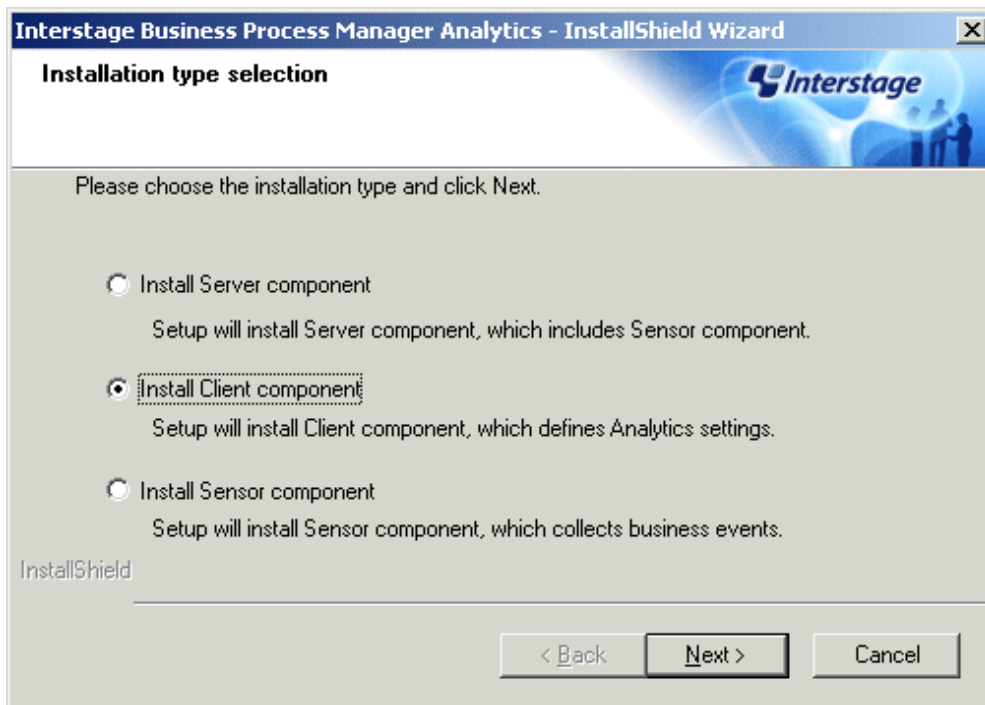 Interstage Business Process Manager Analytics - InstallShield Wizard
Installation type selection
Interstage
Please choose the installation type and click Next.
Install Server component
Setup will install Server component, which includes Sensor component.
Install Client component
Setup will install Client component, which defines Analytics settings.
Install Sensor component
Setup will install Sensor component, which collects business events.
InstallShield
< Back Next > Cancel